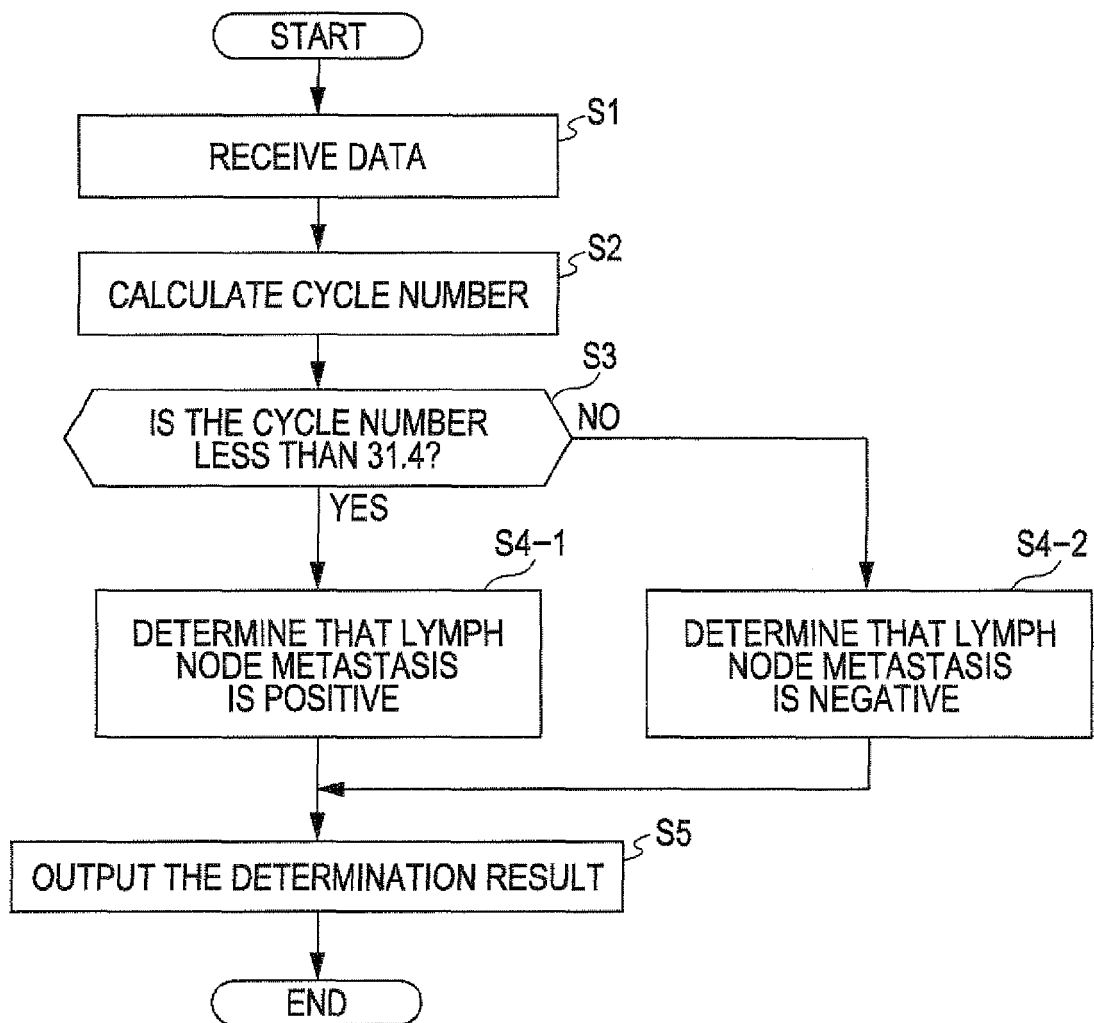 START
S1
RECEIVE DATA
S2
CALCULATE CYCLE NUMBER
S3
IS THE CYCLE NUMBER
LESS THAN 31.4?
NO
YES
S4-1
DETERMINE THAT LYMPH
NODE METASTASIS
IS POSITIVE
S4-2
DETERMINE THAT LYMPH
NODE METASTASIS
IS NEGATIVE
S5
OUTPUT THE DETERMINATION RESULT
END